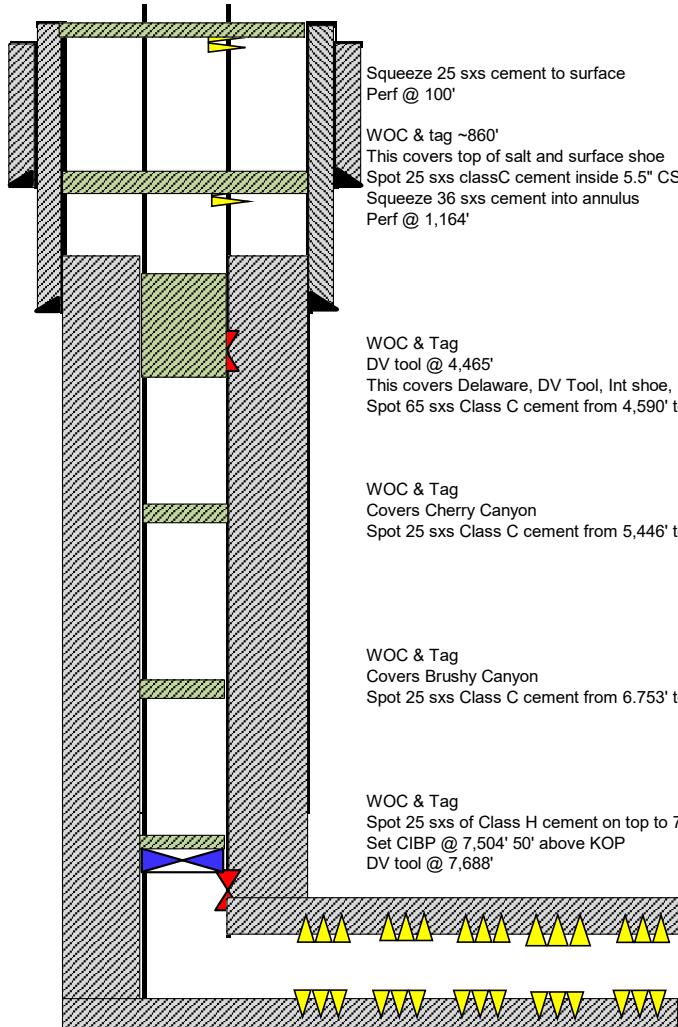 Squeeze 25 sxs cement to surface
Perf @ 100'
WOC & tag ~860'
This covers top of salt and surface shoe
Spot 25 sxs classC cement inside 5.5" CS
Squeeze 36 sxs cement into annulus
Perf @ 1,164'
WOC & Tag
DV tool @ 4,465'
This covers Delaware, DV Tool, Int shoe,
Spot 65 sxs Class C cement from 4,590' t
WOC & Tag
Covers Cherry Canyon
Spot 25 sxs Class C cement from 5,446' t
WOC & Tag
Covers Brushy Canyon
Spot 25 sxs Class C cement from 6.753' t
WOC & Tag
Spot 25 sxs of Class H cement on top to 7
Set CIBP @ 7,504' 50' above KOP
DV tool @ 7,688'